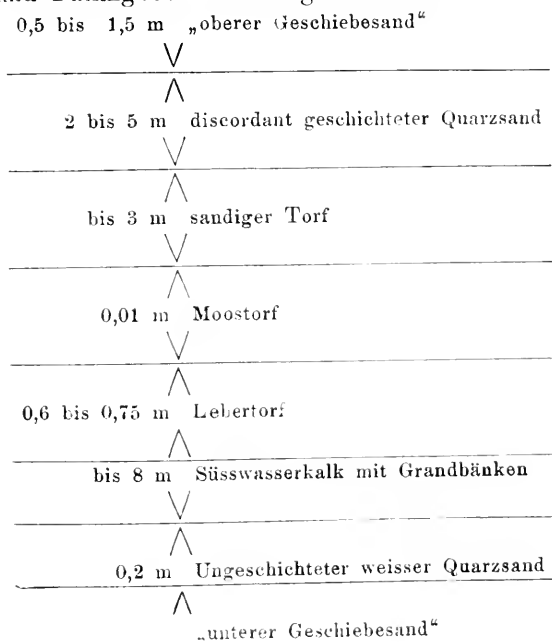 0,5 bis 1,5 m „oberer Geschiebesand“
2 bis 5 m discordant geschichteter Quarzsand
bis 3 m sandiger Torf
0,01 m Moostorf
0,6 bis 0,75 m Lebertorf
bis 8 m Süsswasserkalk mit Grandbänken
0,2 m Ungeschichteter weisser Quarzsand
„unterer Geschiebesand“